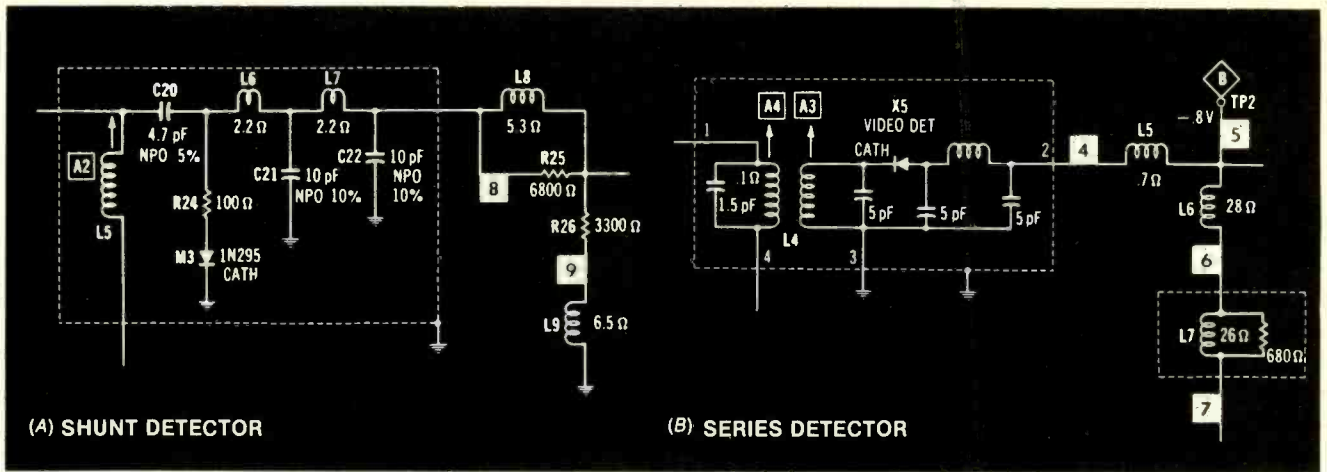 C20
4.7 pF
NPO 5%
L6
2.2 Ω
L7
2.2 Ω
A2
L5
R24
100 Ω
M3
1N295
CATH
C21
10 pF
NPO 10%
C22
10 pF
NPO
10%
L8
5.3 Ω
R25
6800 Ω
8
R26
3300 Ω
9
L9
6.5 Ω
(A) SHUNT DETECTOR
1
A4
A3
.1Ω
1.5 pF
L4
4
3
X5
VIDEO DET
CATH
5 pF
5 pF
5 pF
2
4
L5
.7 Ω
B
TP2
-.8V
5
L6
28 Ω
6
L7
26 Ω
680 Ω
7
(B) SERIES DETECTOR